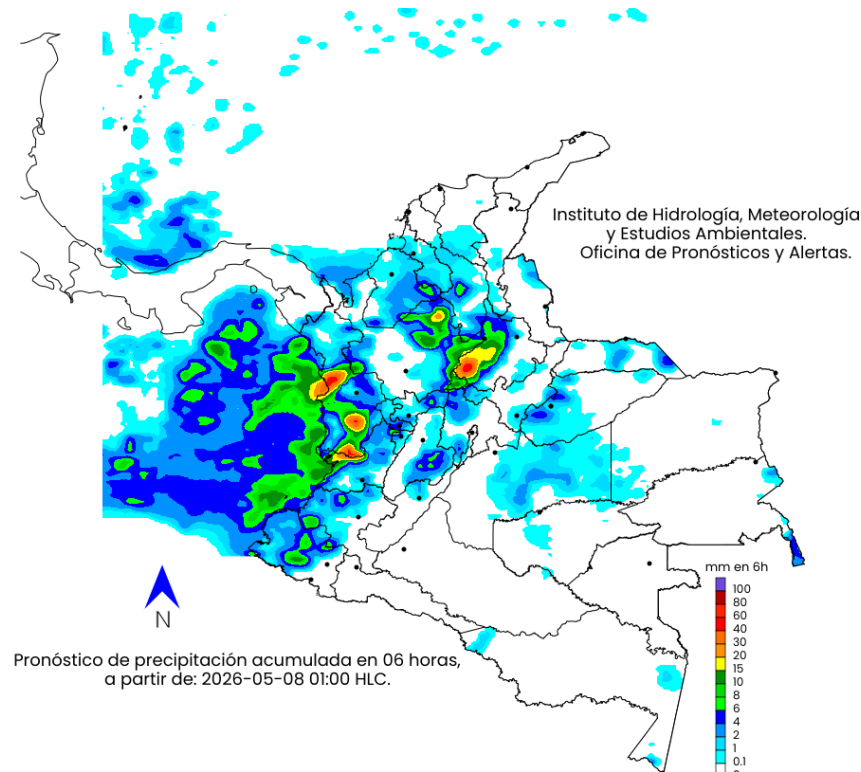 Instituto de Hidrología, Meteorología
y Estudios Ambientales.
Oficina de Pronósticos y Alertas.
N
Pronóstico de precipitación acumulada en 06 horas,
a partir de: 2026-05-08 01:00 HLC.
mm en 6h
100
80
60
40
30
20
15
10
8
6
4
2
1
0.1